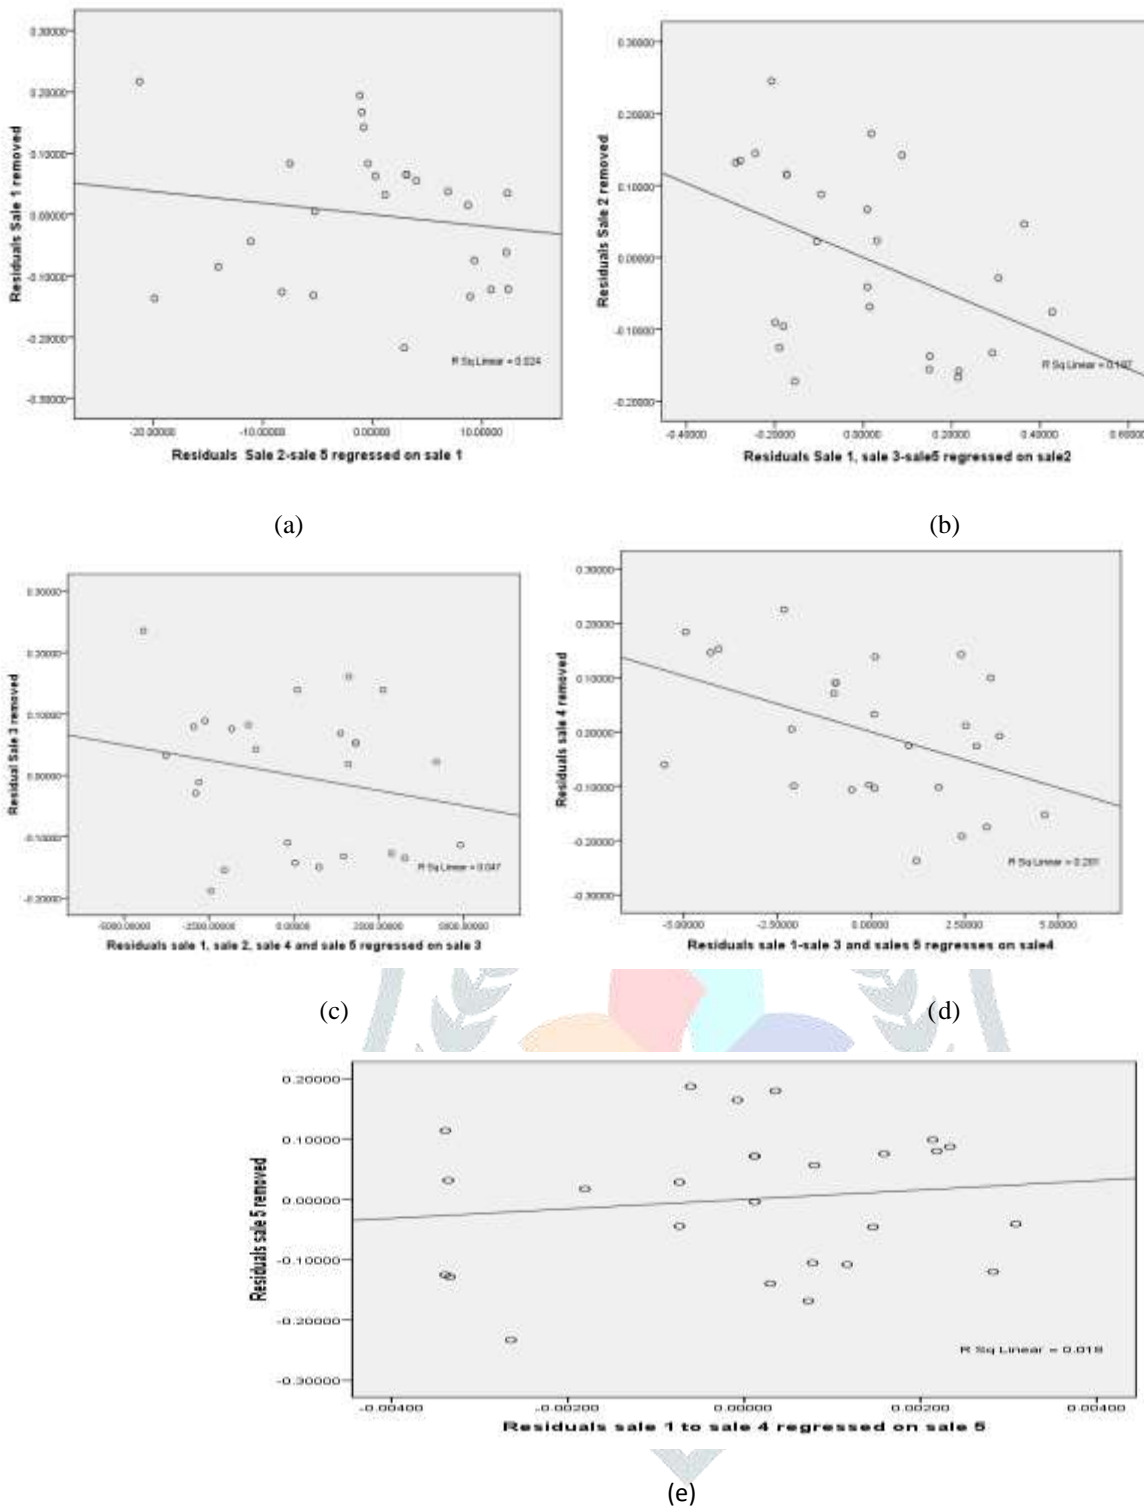 0.30000
0.20000
0.10000
0.00000
-0.10000
-0.20000
-0.30000
Residuals Sale 1 removed
R Sq Linear = 0.024
-20.00000 -10.00000 0.00000 10.00000
Residuals Sale 2-sale 5 regressed on sale 1
(a)
0.30000
0.20000
0.10000
0.00000
-0.10000
-0.20000
Residuals Sale 2 removed
R Sq Linear =
-0.40000 -0.20000 0.00000 0.20000 0.40000 0.60000
Residuals Sale 1, sale 3-sale5 regressed on sale2
(b)
0.30000
0.20000
0.10000
0.00000
-0.10000
-0.20000
Residual Sale 3 removed
R Sq Linear = 0.047
Residuals sale 1, sale 2, sale 4 and sale 5 regressed on sale 3
(c)
0.30000
0.20000
0.10000
0.20000
-0.10000
-0.20000
-0.30000
Residuals sale 4 removed
R Sq Linear = 0.201
-5.00000 -2.50000 0.00000 2.50000 5.00000
Residuals sale 1-sale 3 and sales 5 regresses on sale4
(d)
0.20000
0.10000
0.00000
-0.10000
-0.20000
-0.30000
Residuals sale 5 removed
R Sq Linear = 0.018
-0.00400 -0.00200 0.00000 0.00200 0.00400
Residuals sale 1 to sale 4 regressed on sale 5
(e)